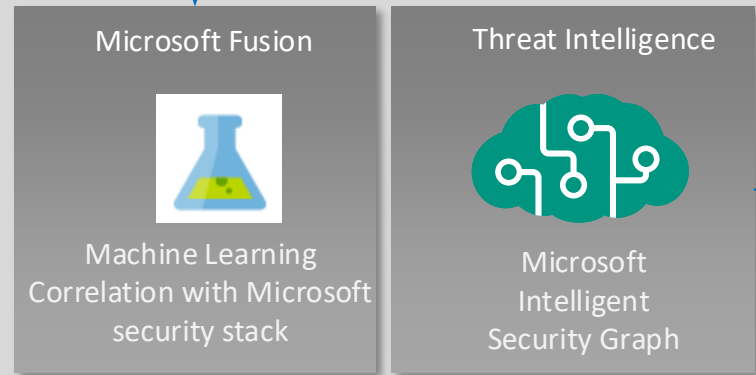 Microsoft Fusion
Machine Learning
Correlation with Microsoft
security stack
Threat Intelligence
Microsoft
Intelligent
Security Graph